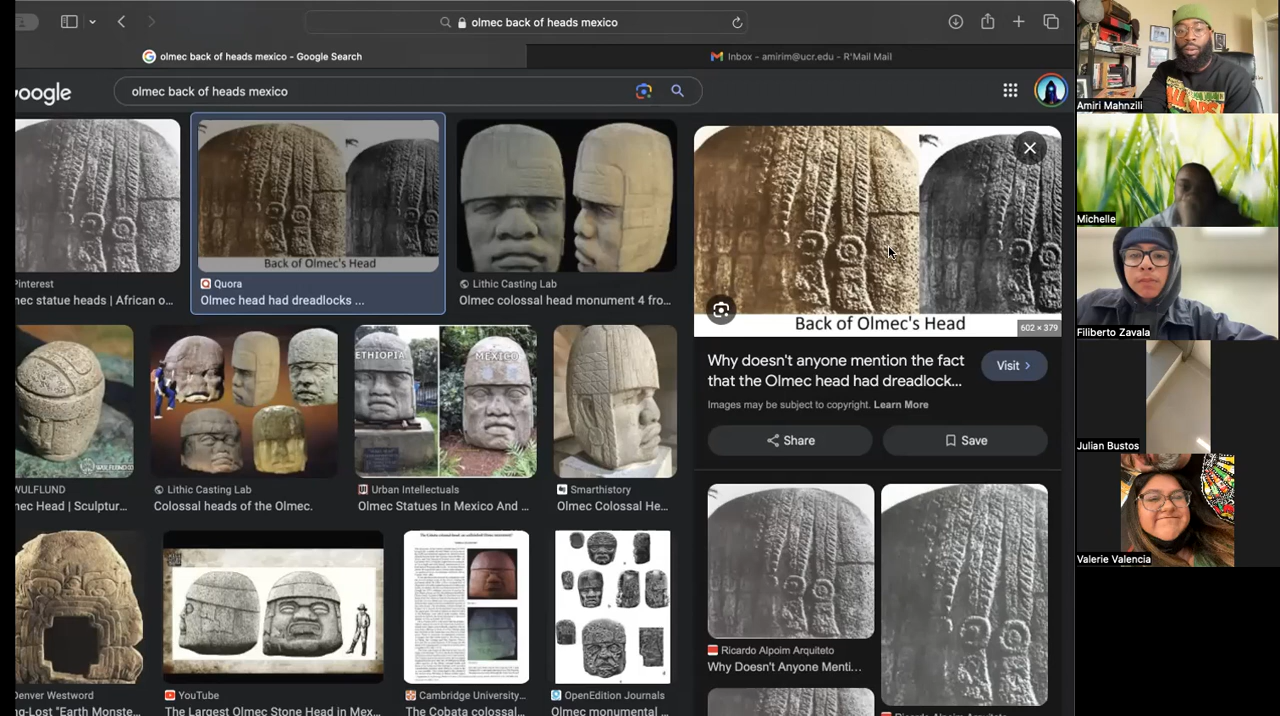 olmec back of heads mexico
olmec back of heads mexico - Google Search
Inbox - amirim@ucr.edu - R'Mail Mail
oogle
olmec back of heads mexico
Pinterest
mec statue heads | African o...
Back of Olmec's Head
Quora
Olmec head had dreadlocks ...
Lithic Casting Lab
Olmec colossal head monument 4 fro...
Back of Olmec's Head
602 × 379
Why doesn't anyone mention the fact
that the Olmec head had dreadlock...
Visit
Images may be subject to copyright. Learn More
Share
Save
WULFLUND
WULFLUND
mec Head | Sculptur...
Lithic Casting Lab
Colossal heads of the Olmec.
ETHIOPIA
MEXICO
Urban Intellectuals
Olmec Statues In Mexico And ...
Smarthistory
Olmec Colossal He...
Denver Westword
ng-Lost "Earth Monste...
YouTube
The Largest Olmec Stone Head in Mex...
Cambridge University...
The Cobata colossal...
OpenEdition Journals
Olmec monumental ...
Ricardo Alpoim Arquiteto
Why Doesn't Anyone Menti...
Ricardo Alpoim Arquiteto
Amiri Mahnzili
Michelle
Filiberto Zavala
Julian Bustos
Valerie Valencia